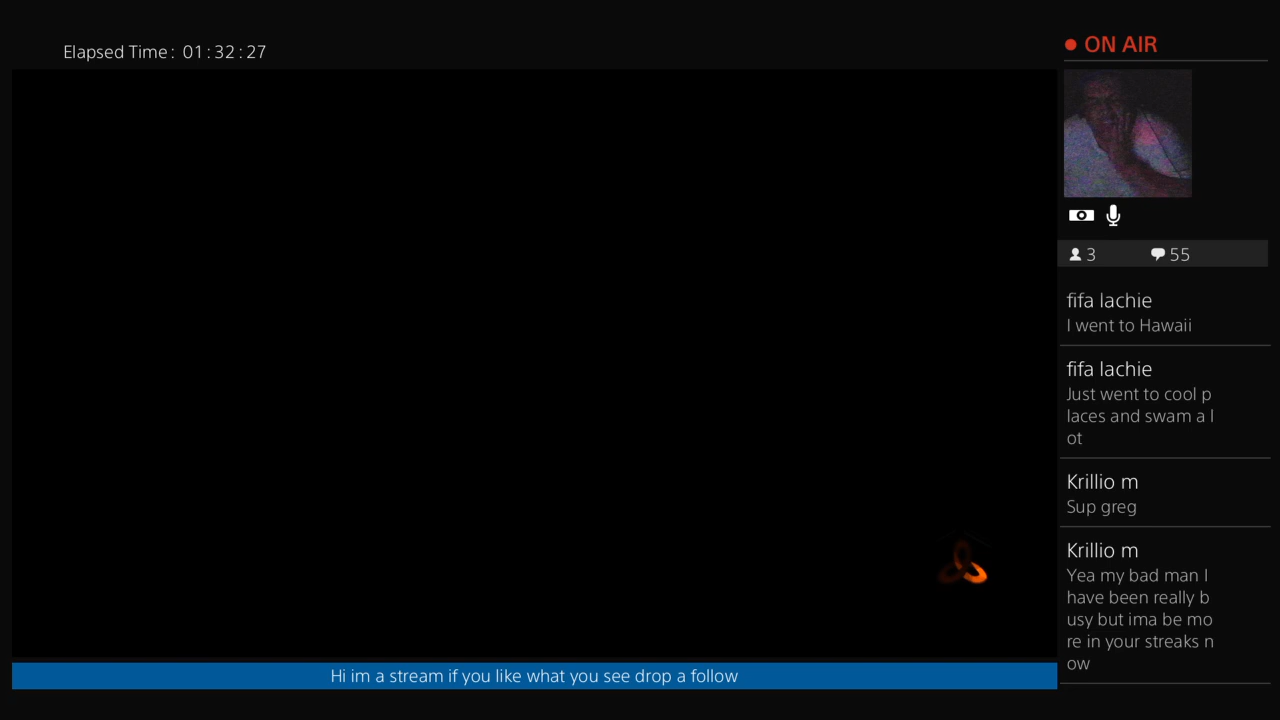 Elapsed Time: 01:32:27
ON AIR
3 55
fifa lachie
I went to Hawaii
fifa lachie
Just went to cool p
laces and swam a l
ot
Krillio m
Sup greg
Krillio m
Yea my bad man I
have been really b
usy but ima be mo
re in your streaks n
ow
Hi im a stream if you like what you see drop a follow